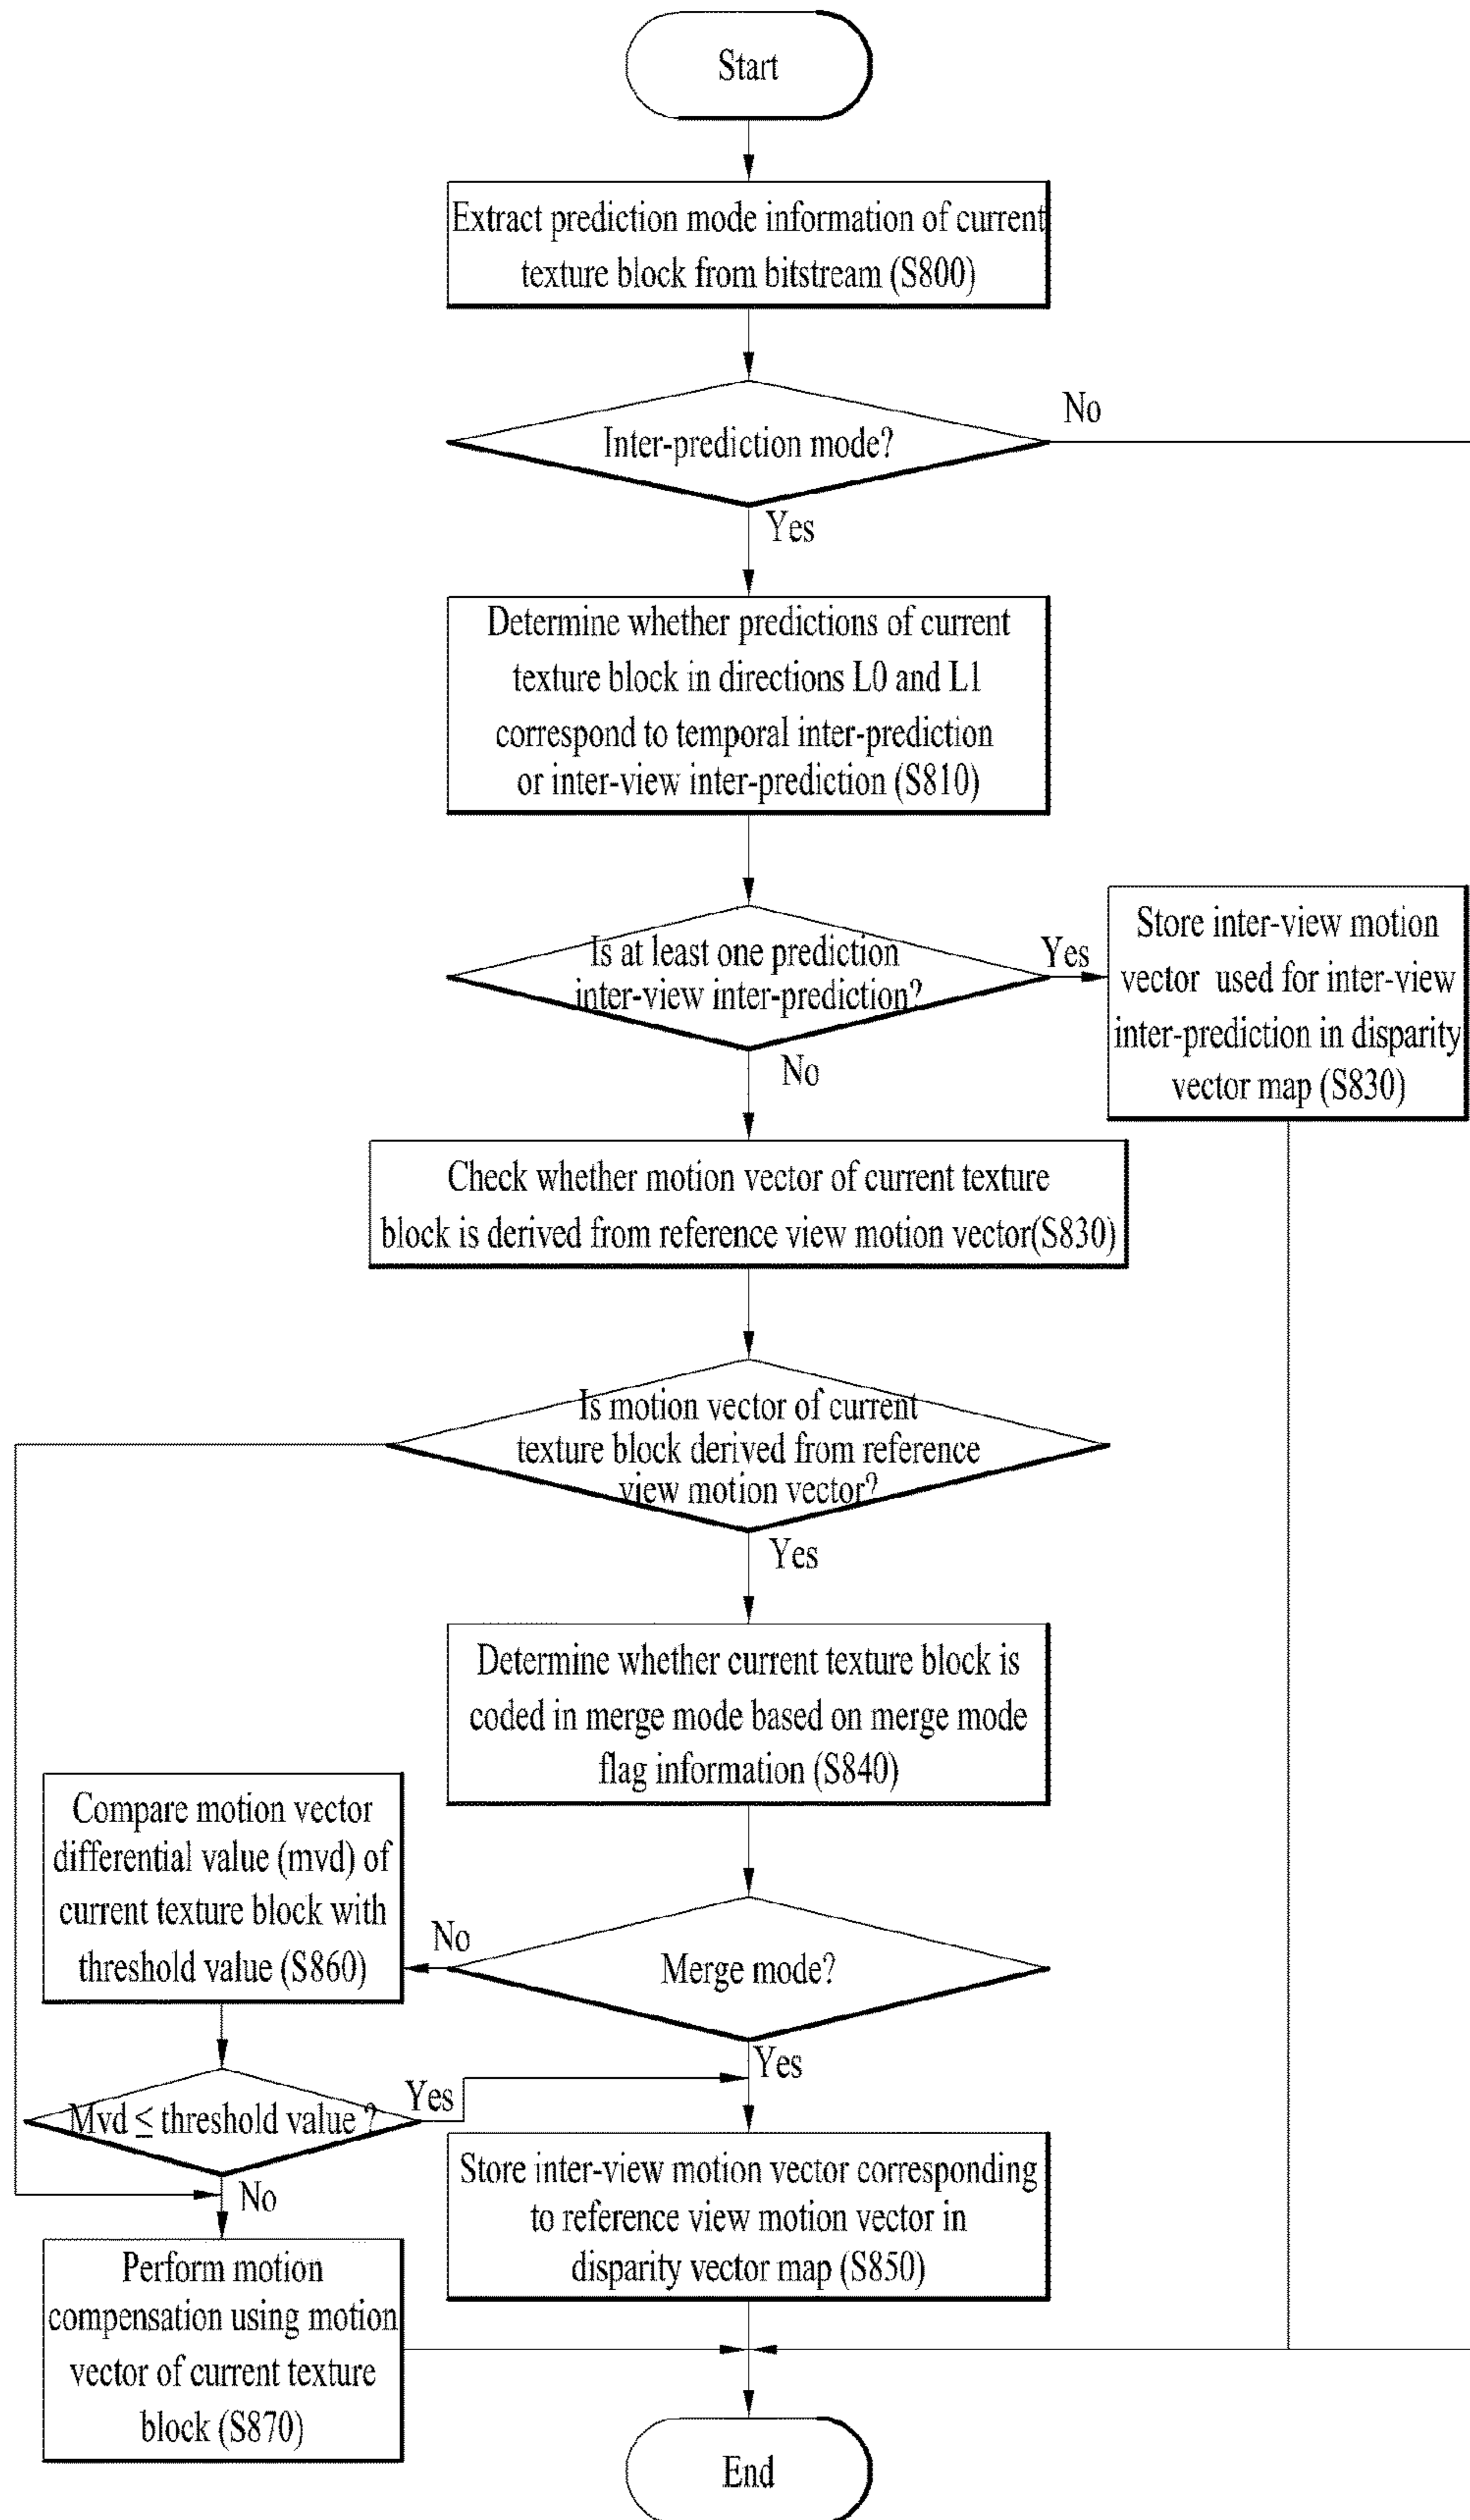 Start
Extract prediction mode information of current
texture block from bitstream (S800)
Inter-prediction mode?
No
Yes
Determine whether predictions of current
texture block in directions L0 and L1
correspond to temporal inter-prediction
or inter-view inter-prediction (S810)
Is at least one prediction
inter-view inter-prediction?
Yes
No
Store inter-view motion
vector used for inter-view
inter-prediction in disparity
vector map (S830)
Check whether motion vector of current texture
block is derived from reference view motion vector(S830)
Is motion vector of current
texture block derived from reference
view motion vector?
Yes
Determine whether current texture block is
coded in merge mode based on merge mode
flag information (S840)
Merge mode?
No
Yes
Compare motion vector
differential value (mvd) of
current texture block with
threshold value (S860)
Mvd ≤ threshold value ?
Yes
No
Store inter-view motion vector corresponding
to reference view motion vector in
disparity vector map (S850)
Perform motion
compensation using motion
vector of current texture
block (S870)
End